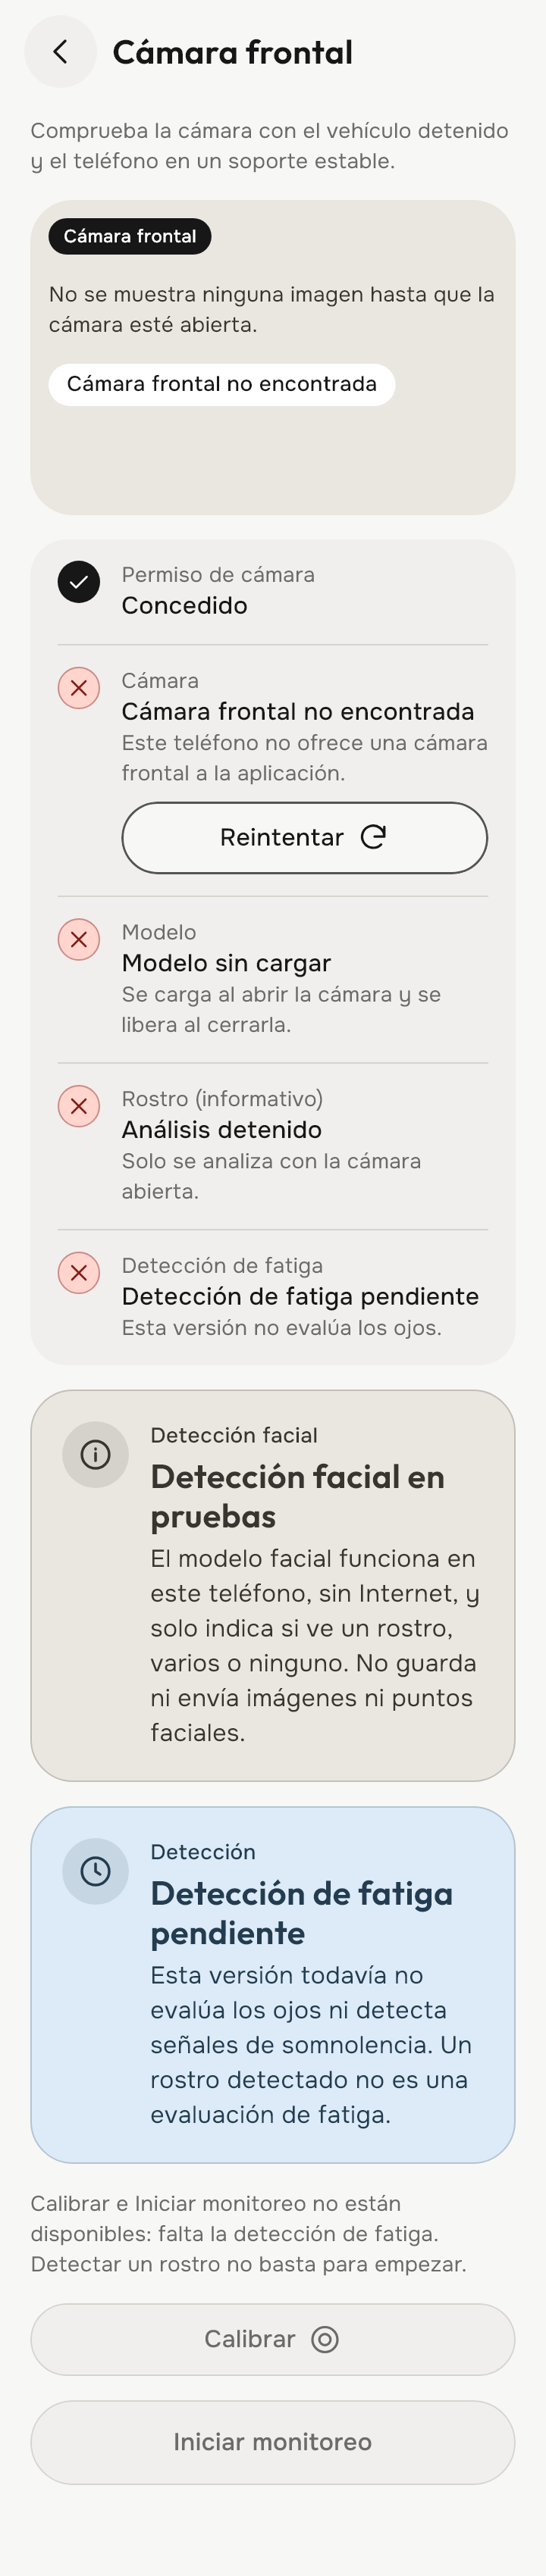 Cámara frontal
Comprueba la cámara con el vehículo detenido
y el teléfono en un soporte estable.
Cámara frontal
No se muestra ninguna imagen hasta que la
cámara esté abierta.
Cámara frontal no encontrada
Permiso de cámara
Concedido
Cámara
Cámara frontal no encontrada
Este teléfono no ofrece una cámara
frontal a la aplicación.
Reintentar
Modelo
Modelo sin cargar
Se carga al abrir la cámara y se
libera al cerrarla.
Rostro (informativo)
Análisis detenido
Solo se analiza con la cámara
abierta.
Detección de fatiga
Detección de fatiga pendiente
Esta versión no evalúa los ojos.
Detección facial
Detección facial en
pruebas
El modelo facial funciona en
este teléfono, sin Internet, y
solo indica si ve un rostro,
varios o ninguno. No guarda
ni envía imágenes ni puntos
faciales.
Detección
Detección de fatiga
pendiente
Esta versión todavía no
evalúa los ojos ni detecta
señales de somnolencia. Un
rostro detectado no es una
evaluación de fatiga.
Calibrar e Iniciar monitoreo no están
disponibles: falta la detección de fatiga.
Detectar un rostro no basta para empezar.
Calibrar
Iniciar monitoreo